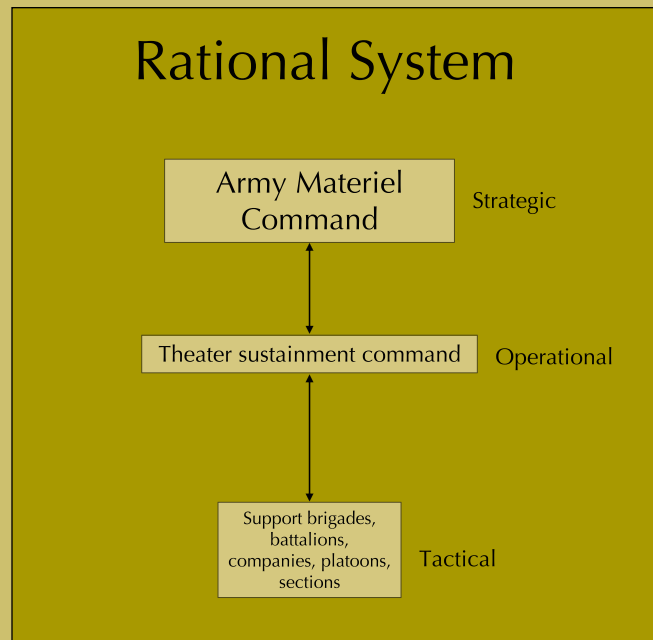 Rational System
Army Materiel
Command
Strategic
Theater sustainment command
Operational
Support brigades,
battalions,
companies, platoons,
sections
Tactical